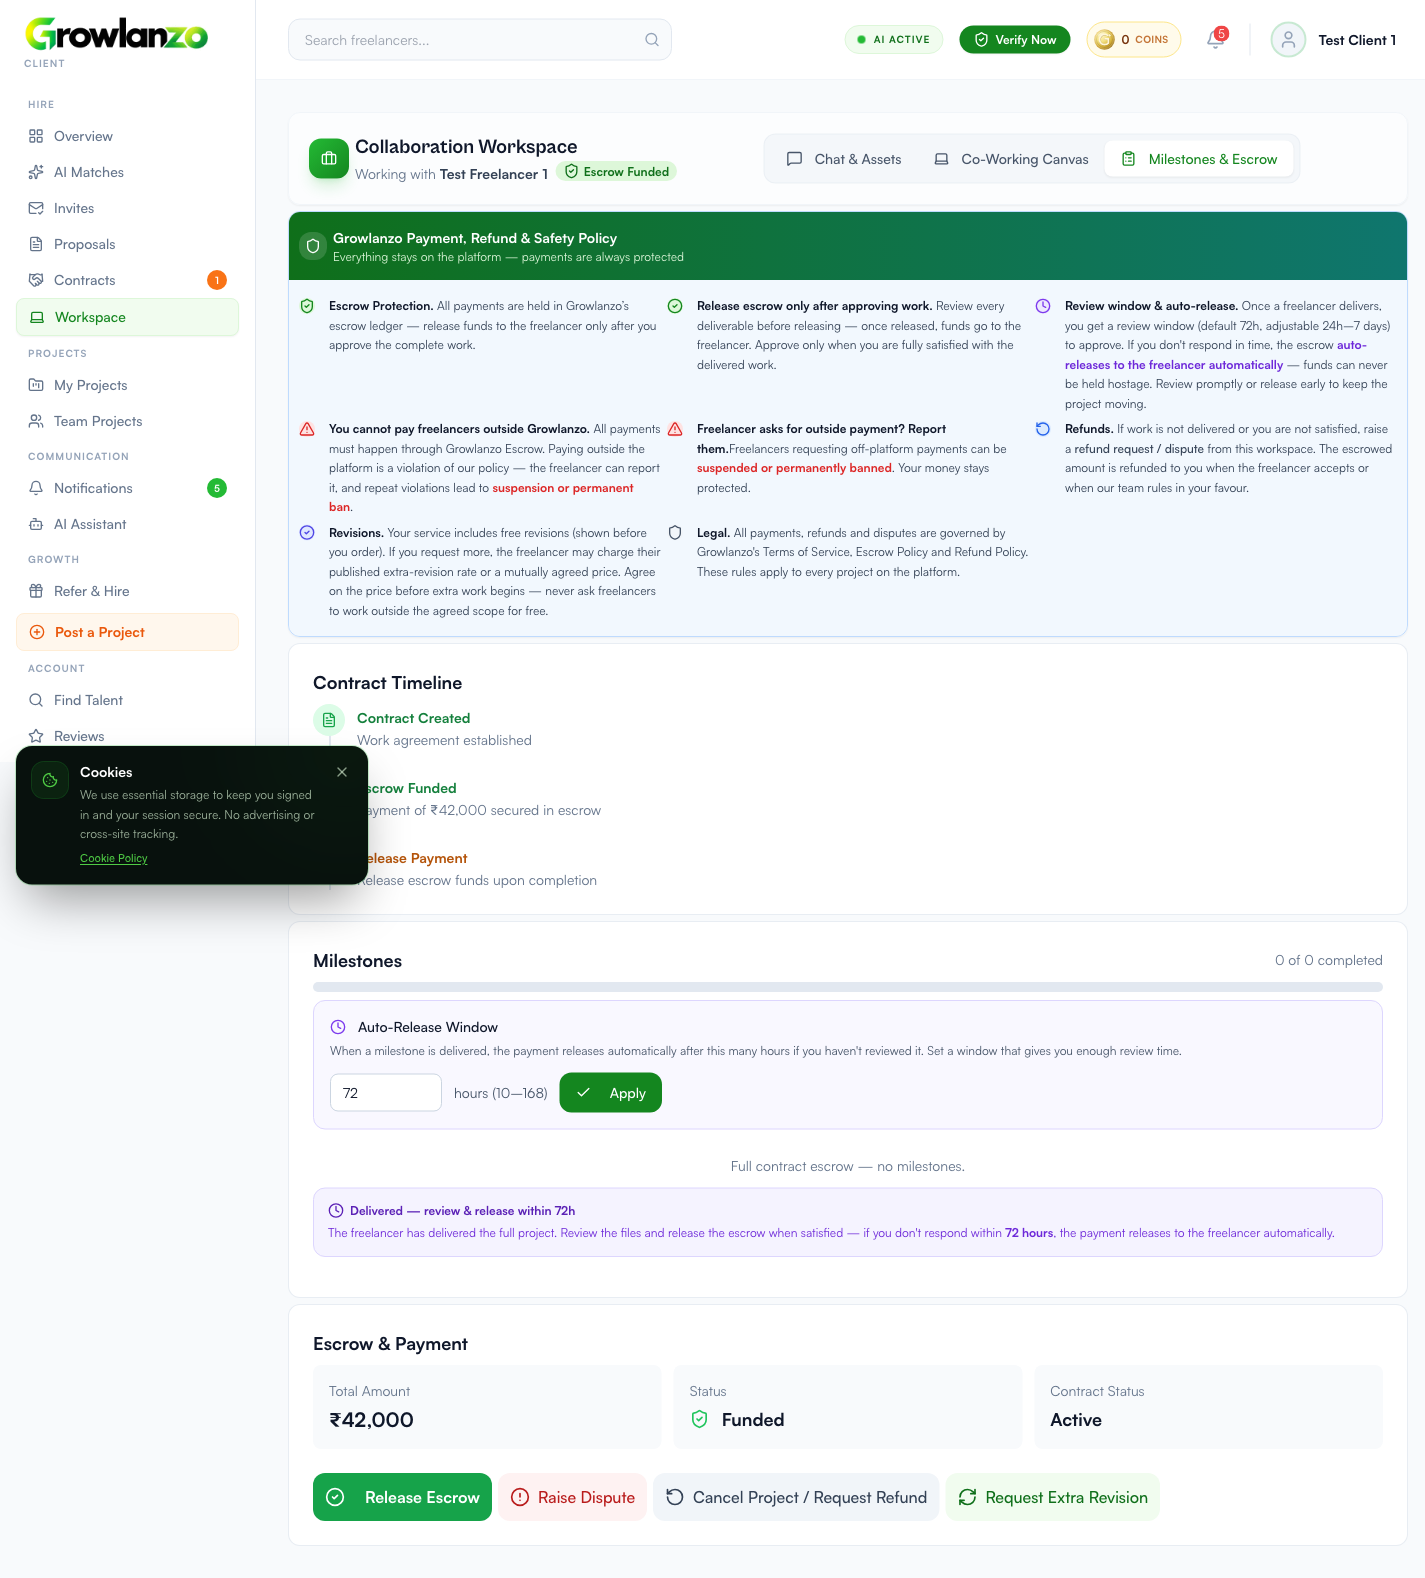 Growlanzo
CLIENT
Search freelancers...
AI ACTIVE
Verify Now
0 COINS
5
Test Client 1
HIRE
Overview
AI Matches
Invites
Proposals
Contracts
1
Workspace
PROJECTS
My Projects
Team Projects
COMMUNICATION
Notifications
5
AI Assistant
GROWTH
Refer & Hire
Post a Project
ACCOUNT
Find Talent
Reviews
Cookies
We use essential storage to keep you signed
in and your session secure. No advertising or
cross-site tracking.
Cookie Policy
Collaboration Workspace
Working with Test Freelancer 1
Escrow Funded
Chat & Assets
Co-Working Canvas
Milestones & Escrow
Growlanzo Payment, Refund & Safety Policy
Everything stays on the platform — payments are always protected
Escrow Protection. All payments are held in Growlanzo's
escrow ledger — release funds to the freelancer only after you
approve the complete work.
Release escrow only after approving work. Review every
deliverable before releasing — once released, funds go to the
freelancer. Approve only when you are fully satisfied with the
delivered work.
Review window & auto-release. Once a freelancer delivers,
you get a review window (default 72h, adjustable 24h–7 days)
to approve. If you don't respond in time, the escrow auto-
releases to the freelancer automatically — funds can never
be held hostage. Review promptly or release early to keep the
project moving.
You cannot pay freelancers outside Growlanzo. All payments
must happen through Growlanzo Escrow. Paying outside the
platform is a violation of our policy — the freelancer can report
it, and repeat violations lead to suspension or permanent
ban.
Freelancer asks for outside payment? Report
them.Freelancers requesting off-platform payments can be
suspended or permanently banned. Your money stays
protected.
Refunds. If work is not delivered or you are not satisfied, raise
a refund request / dispute from this workspace. The escrowed
amount is refunded to you when the freelancer accepts or
when our team rules in your favour.
Revisions. Your service includes free revisions (shown before
you order). If you request more, the freelancer may charge their
published extra-revision rate or a mutually agreed price. Agree
on the price before extra work begins — never ask freelancers
to work outside the agreed scope for free.
Legal. All payments, refunds and disputes are governed by
Growlanzo's Terms of Service, Escrow Policy and Refund Policy.
These rules apply to every project on the platform.
Contract Timeline
Contract Created
Work agreement established
scrow Funded
ayment of ₹42,000 secured in escrow
elease Payment
elease escrow funds upon completion
Milestones
0 of 0 completed
Auto-Release Window
When a milestone is delivered, the payment releases automatically after this many hours if you haven't reviewed it. Set a window that gives you enough review time.
72
hours (10–168)
Apply
Full contract escrow — no milestones.
Delivered — review & release within 72h
The freelancer has delivered the full project. Review the files and release the escrow when satisfied — if you don't respond within 72 hours, the payment releases to the freelancer automatically.
Escrow & Payment
Total Amount
₹42,000
Status
Funded
Contract Status
Active
Release Escrow
Raise Dispute
Cancel Project / Request Refund
Request Extra Revision